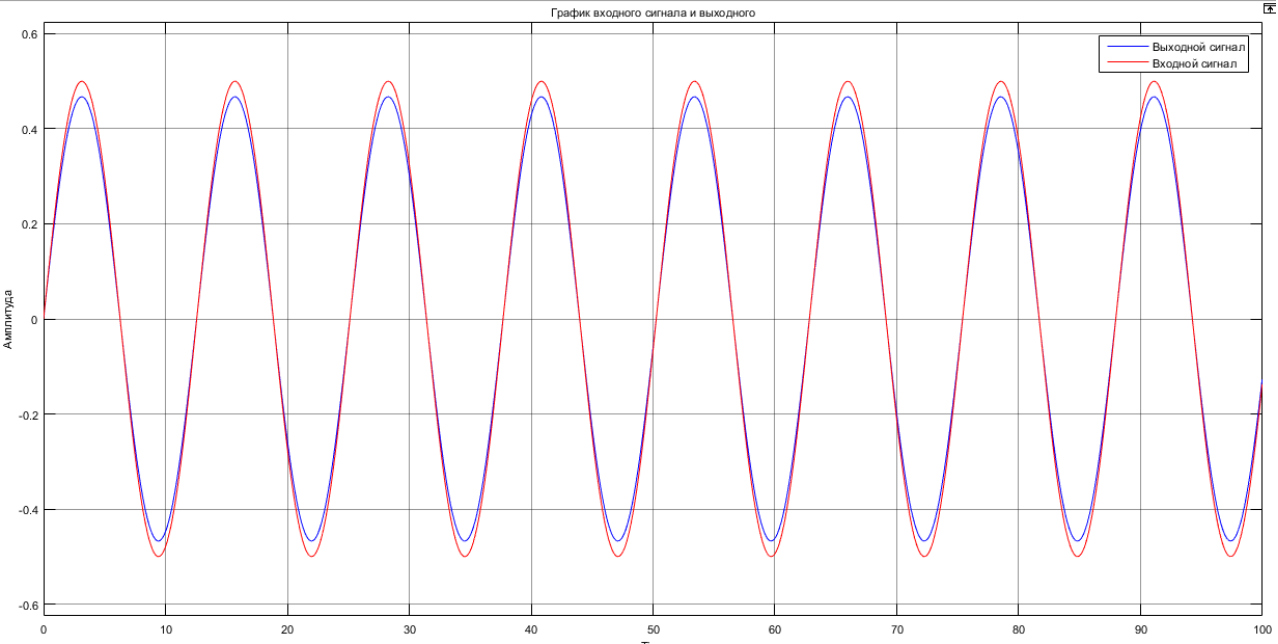 График входного сигнала и выходного
Выходной сигнал
Входной сигнал
Амплитуда
0.6
0.4
0.2
0
-0.2
-0.4
-0.6
0 10 20 30 40 50 60 70 80 90 100